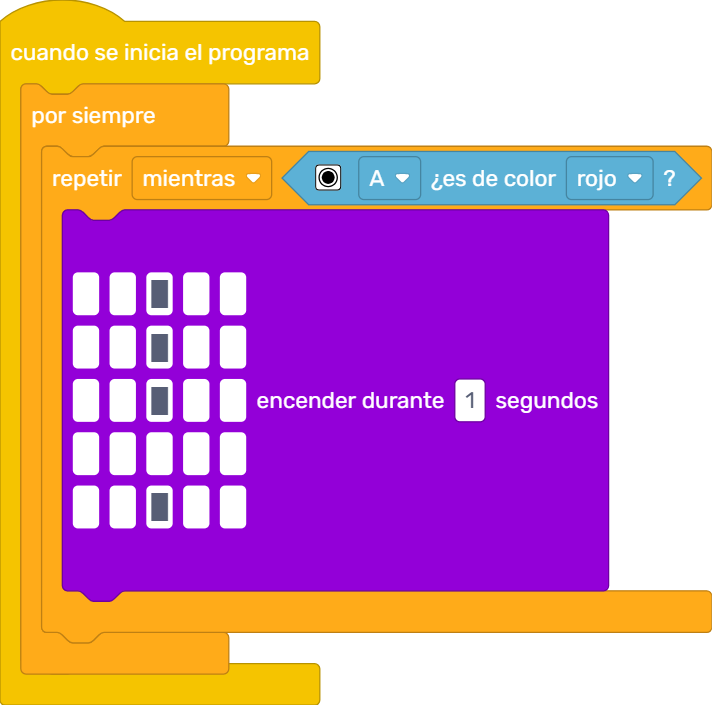 cuando se inicia el programa
por siempre
repetir mientras A ¿es de color rojo ?
encender durante 1 segundos